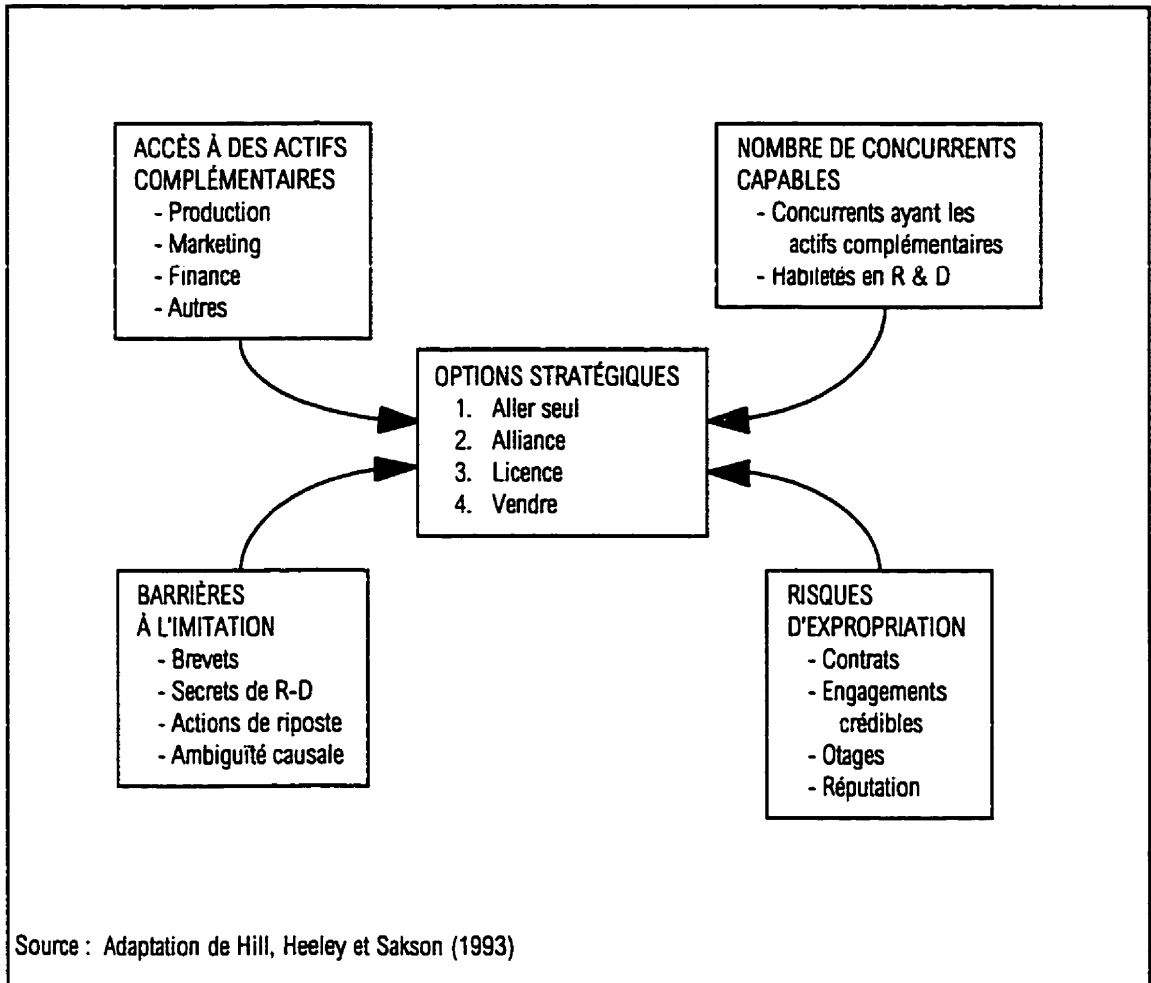 ACCÈS À DES ACTIFS
COMPLÉMENTAIRES
- Production
- Marketing
- Finance
- Autres
NOMBRE DE CONCURRENTS
CAPABLES
- Concurrents ayant les
actifs complémentaires
- Habiletés en R & D
OPTIONS STRATÉGIQUES
1. Aller seul
2. Alliance
3. Licence
4. Vendre
BARRIÈRES
À L'IMITATION
- Brevets
- Secrets de R-D
- Actions de riposte
- Ambiguïté causale
RISQUES
D'EXPROPRIATION
- Contrats
- Engagements
crédibles
- Otages
- Réputation
Source : Adaptation de Hill, Heeley et Sakson (1993)